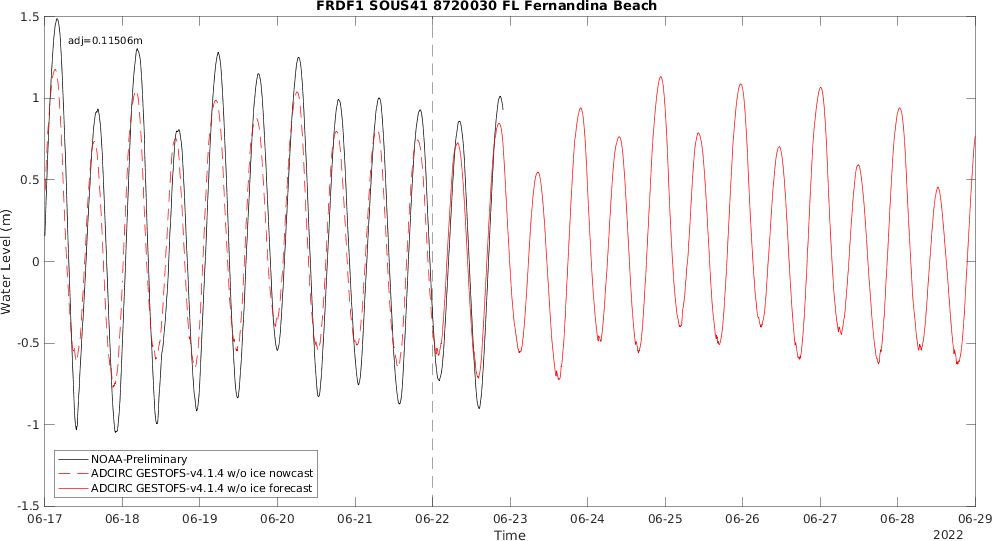 FRDF1 SOUS41 8720030 FL Fernandina Beach
adj=0.11506m
Water Level (m)
1.5
1
0.5
0
-0.5
-1
-1.5
NOAA-Preliminary
ADCIRC GESTOFS-v4.1.4 w/o ice nowcast
ADCIRC GESTOFS-v4.1.4 w/o ice forecast
06-17 06-18 06-19 06-20 06-21 06-22 06-23 06-24 06-25 06-26 06-27 06-28 06-29
Time
2022